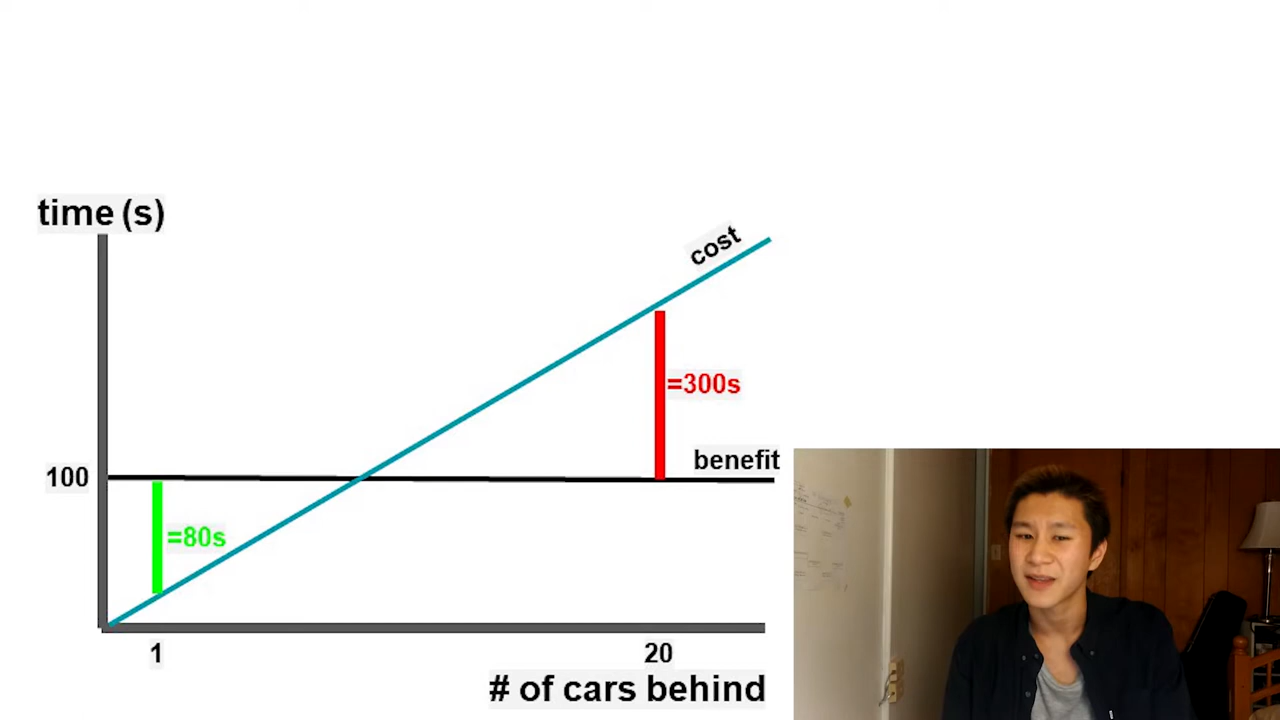 time (s)
cost
=300s
benefit
100
=80s
1
20
# of cars behind